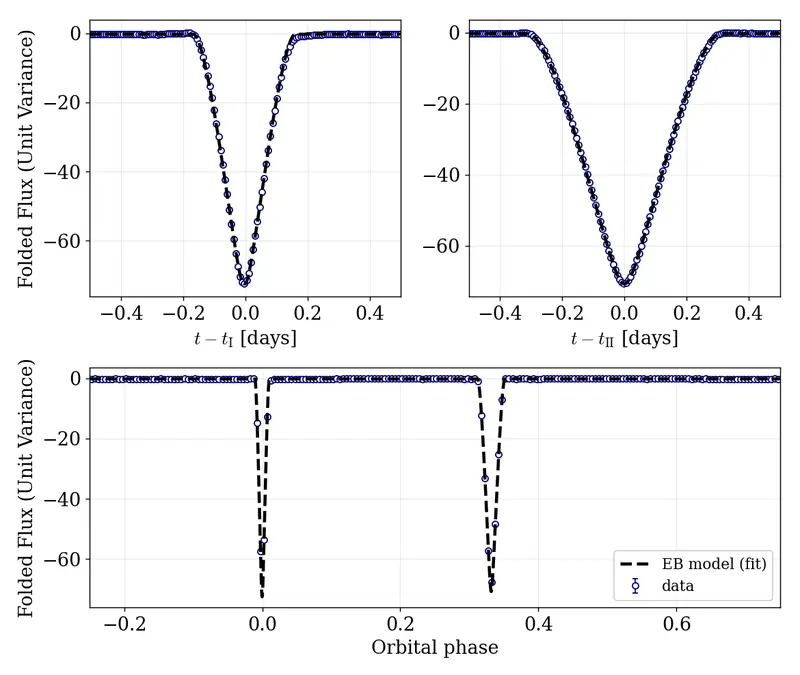 0
−20
−40
−60
Folded Flux (Unit Variance)
−0.4 −0.2 0.0 0.2 0.4
t − tI [days]
0
−20
−40
−60
−0.4 −0.2 0.0 0.2 0.4
t − tII [days]
0
−20
−40
−60
Folded Flux (Unit Variance)
EB model (fit)
data
−0.2 0.0 0.2 0.4 0.6
Orbital phase